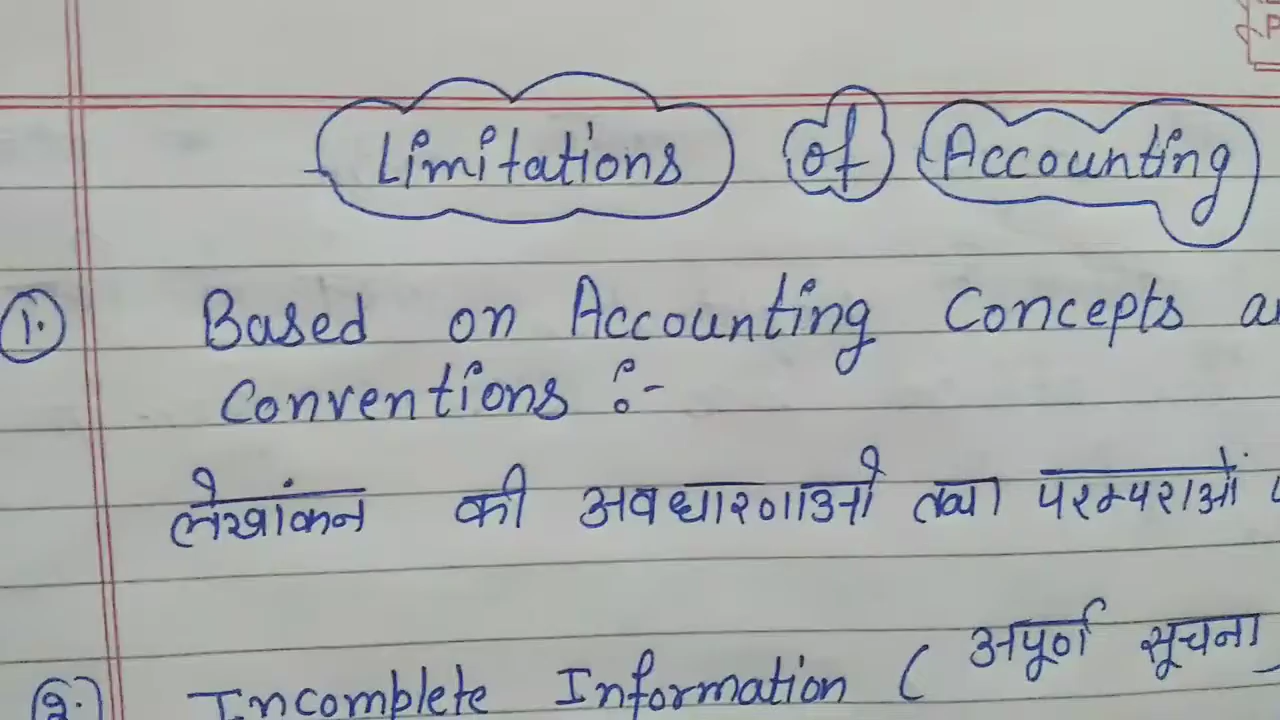 Limitations of Accounting
1. Based on Accounting Concepts
Conventions :-
लेखांकन की अवधारणाओं तथा परम्पराओं
2. Incomplete Information ( अपूर्ण सूचना